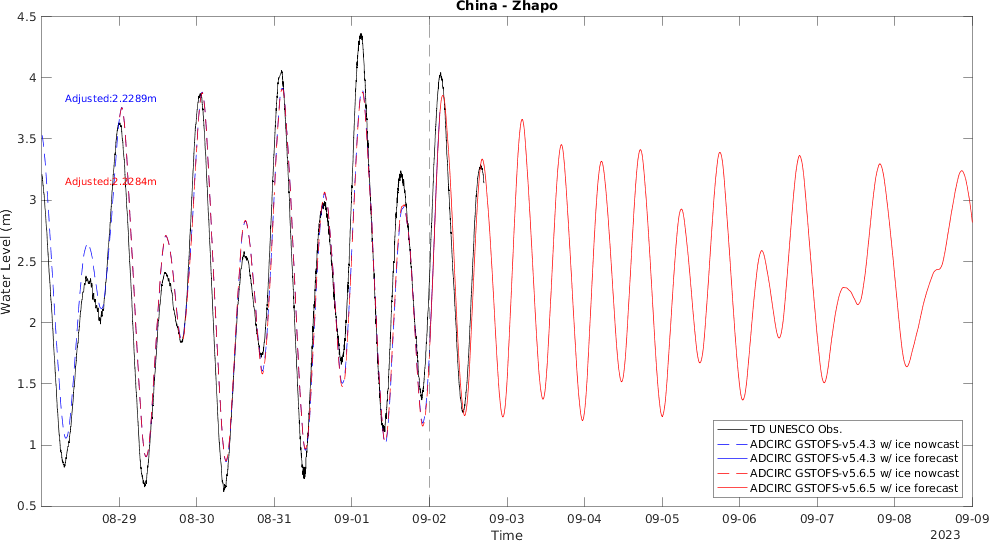 China - Zhapo
4.5
4
3.5
3
2.5
2
1.5
1
0.5
Water Level (m)
Adjusted:2.2289m
Adjusted:2.2284m
TD UNESCO Obs.
ADCIRC GSTOFS-v5.4.3 w/ ice nowcast
ADCIRC GSTOFS-v5.4.3 w/ ice forecast
ADCIRC GSTOFS-v5.6.5 w/ ice nowcast
ADCIRC GSTOFS-v5.6.5 w/ ice forecast
08-29 08-30 08-31 09-01 09-02 09-03 09-04 09-05 09-06 09-07 09-08 09-09
Time
2023